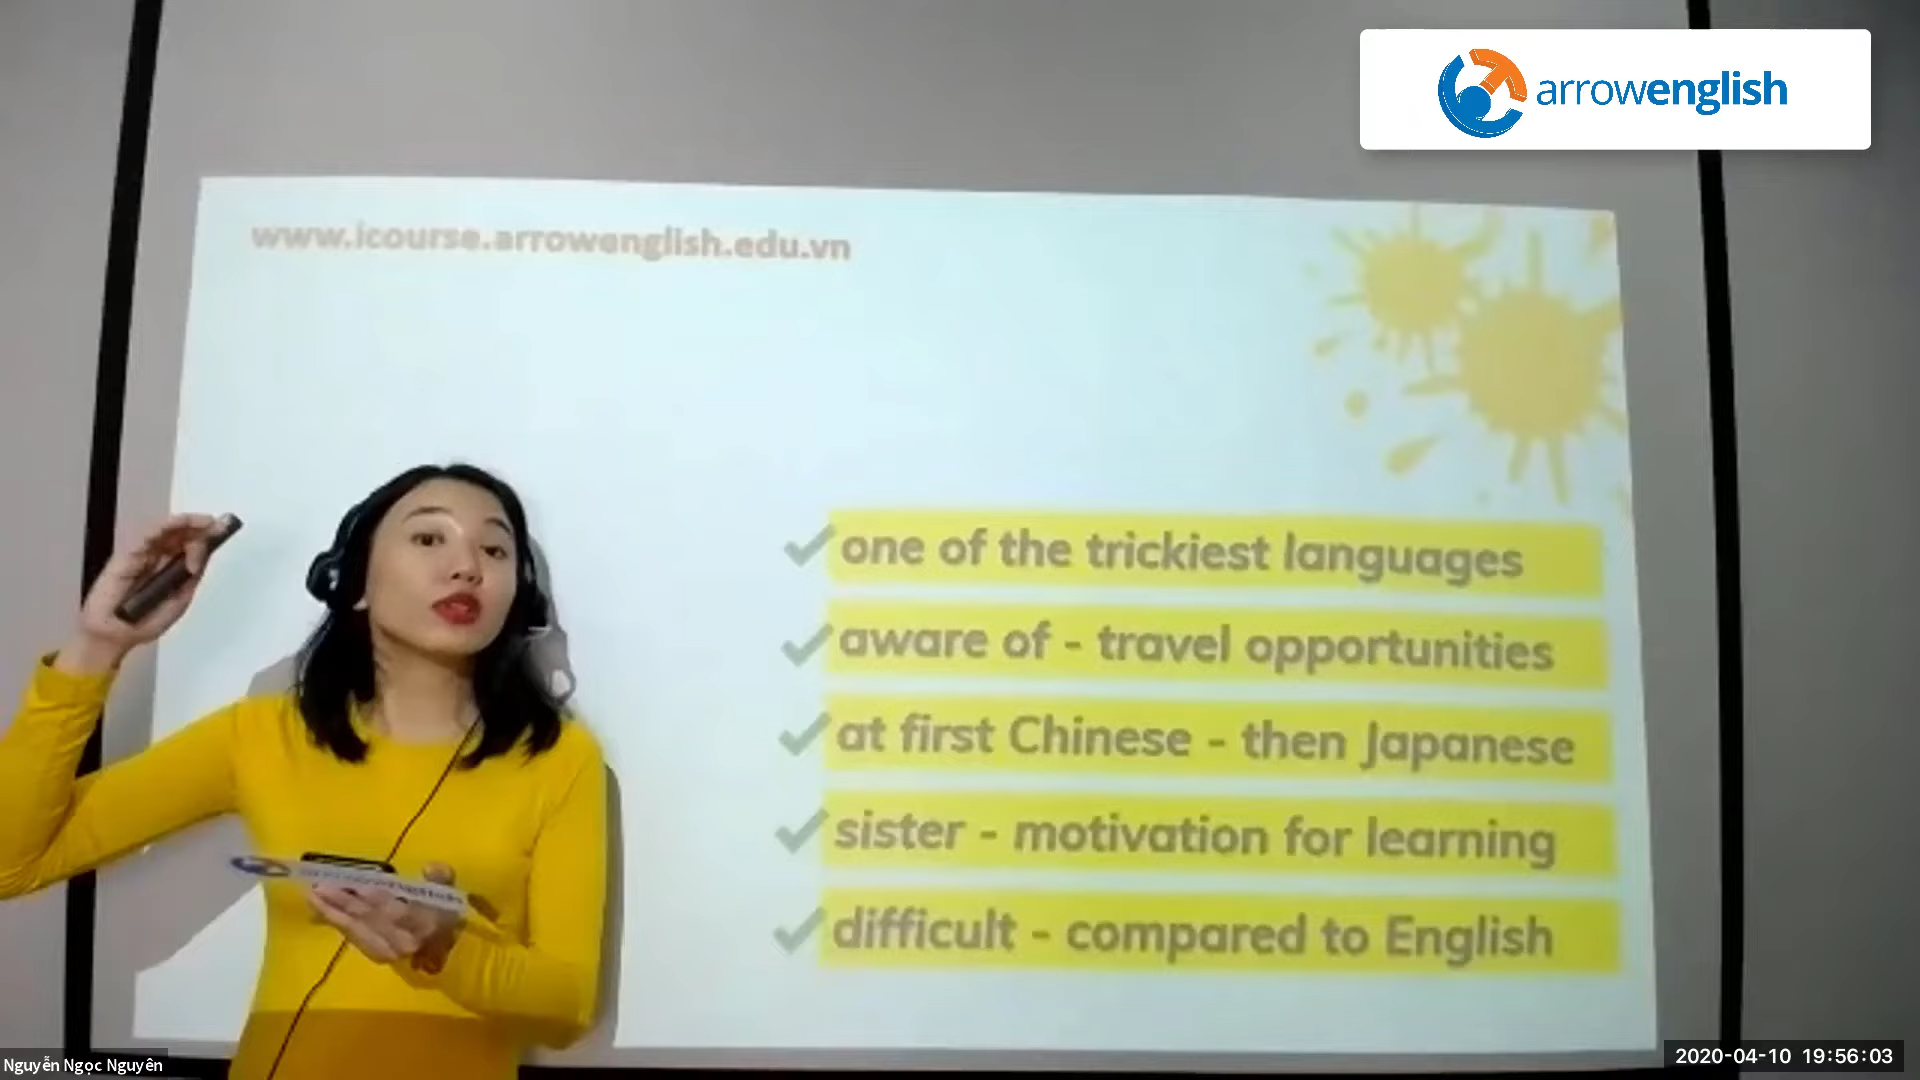 arrowenglish
www.icourse.arrowenglish.edu.vn
one of the trickiest languages
aware of - travel opportunities
at first Chinese - then Japanese
sister - motivation for learning
difficult - compared to English
arrowenglish
Nguyễn Ngọc Nguyên
2020-04-10 19:56:03